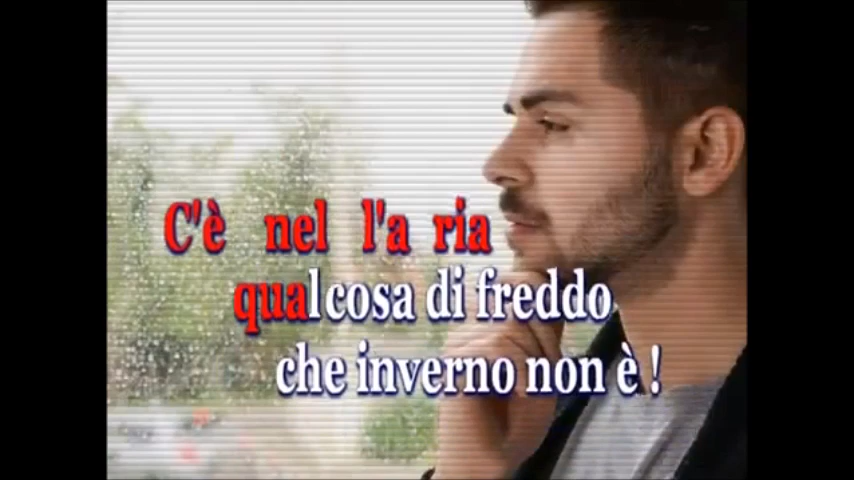 C'è nel l'a ria
qualcosa di freddo
che inverno non è !